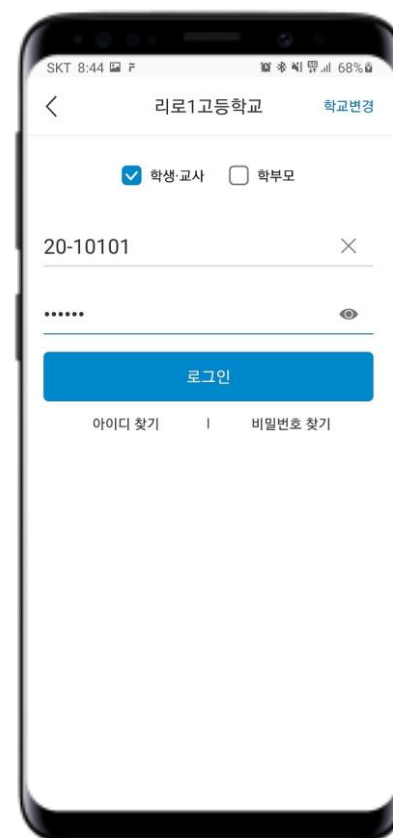 SKT 8:44 68%
리로1고등학교 학교변경
학생·교사 학부모
20-10101
••••••
로그인
아이디 찾기 | 비밀번호 찾기